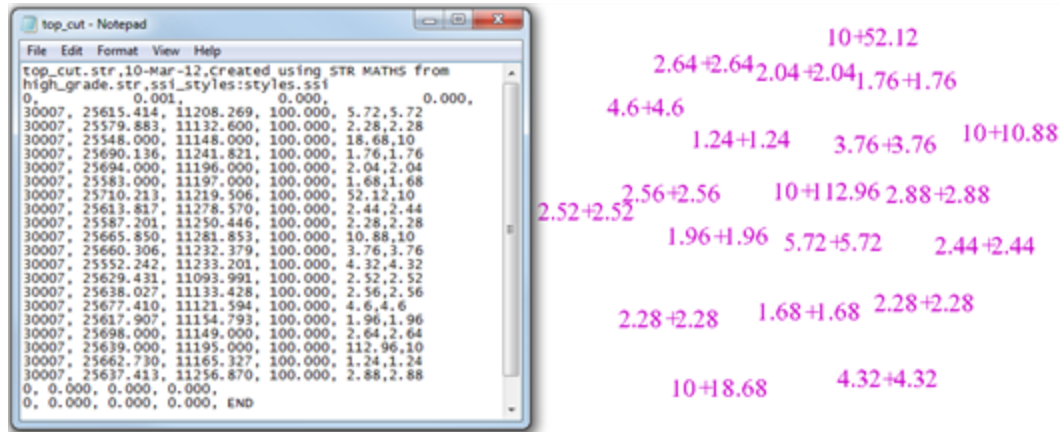 top_cut - Notepad
File Edit Format View Help
top_cut.str,10-Mar-12,Created using STR MATHS from
high_grade.str,ssi_styles:styles.ssi
0, 0.001, 0.000, 0.000,
30007, 25615.414, 11208.269, 100.000, 5.72,5.72
30007, 25579.883, 11132.600, 100.000, 2.28,2.28
30007, 25548.000, 11148.000, 100.000, 18.68,10
30007, 25690.136, 11241.821, 100.000, 1.76,1.76
30007, 25694.000, 11196.000, 100.000, 2.04,2.04
30007, 25583.000, 11197.000, 100.000, 1.68,1.68
30007, 25710.213, 11219.506, 100.000, 52.12,10
30007, 25613.817, 11278.570, 100.000, 2.44,2.44
30007, 25587.201, 11250.446, 100.000, 2.28,2.28
30007, 25665.850, 11281.853, 100.000, 10.88,10
30007, 25660.306, 11232.379, 100.000, 3.76,3.76
30007, 25552.242, 11233.201, 100.000, 4.32,4.32
30007, 25629.431, 11093.991, 100.000, 2.52,2.52
30007, 25638.027, 11133.428, 100.000, 2.56,2.56
30007, 25677.410, 11121.594, 100.000, 4.6,4.6
30007, 25617.907, 11154.793, 100.000, 1.96,1.96
30007, 25698.000, 11149.000, 100.000, 2.64,2.64
30007, 25639.000, 11195.000, 100.000, 112.96,10
30007, 25662.730, 11165.327, 100.000, 1.24,1.24
30007, 25637.413, 11256.870, 100.000, 2.88,2.88
0, 0.000, 0.000, 0.000,
0, 0.000, 0.000, 0.000, END
10+52.12
2.64+2.64 2.04+2.04 1.76+1.76
4.6+4.6
1.24+1.24 3.76+3.76 10+10.88
2.52+2.52 2.56+2.56 10+112.96 2.88+2.88
1.96+1.96 5.72+5.72 2.44+2.44
2.28+2.28 1.68+1.68 2.28+2.28
10+18.68 4.32+4.32